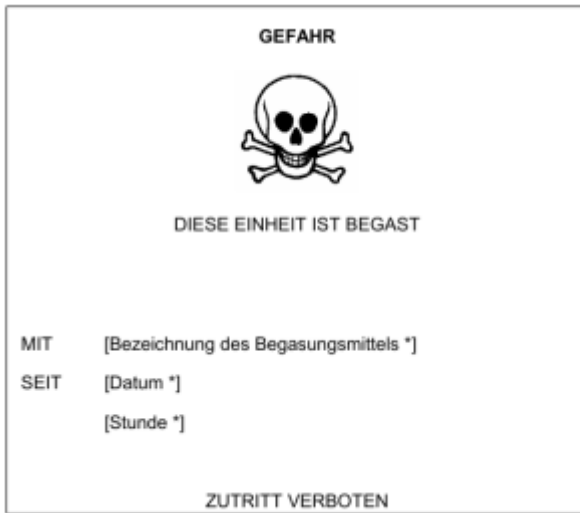 GEFAHR
DIESE EINHEIT IST BEGAST
MIT [Bezeichnung des Begasungsmittels *]
SEIT [Datum *]
[Stunde *]
ZUTRITT VERBOTEN